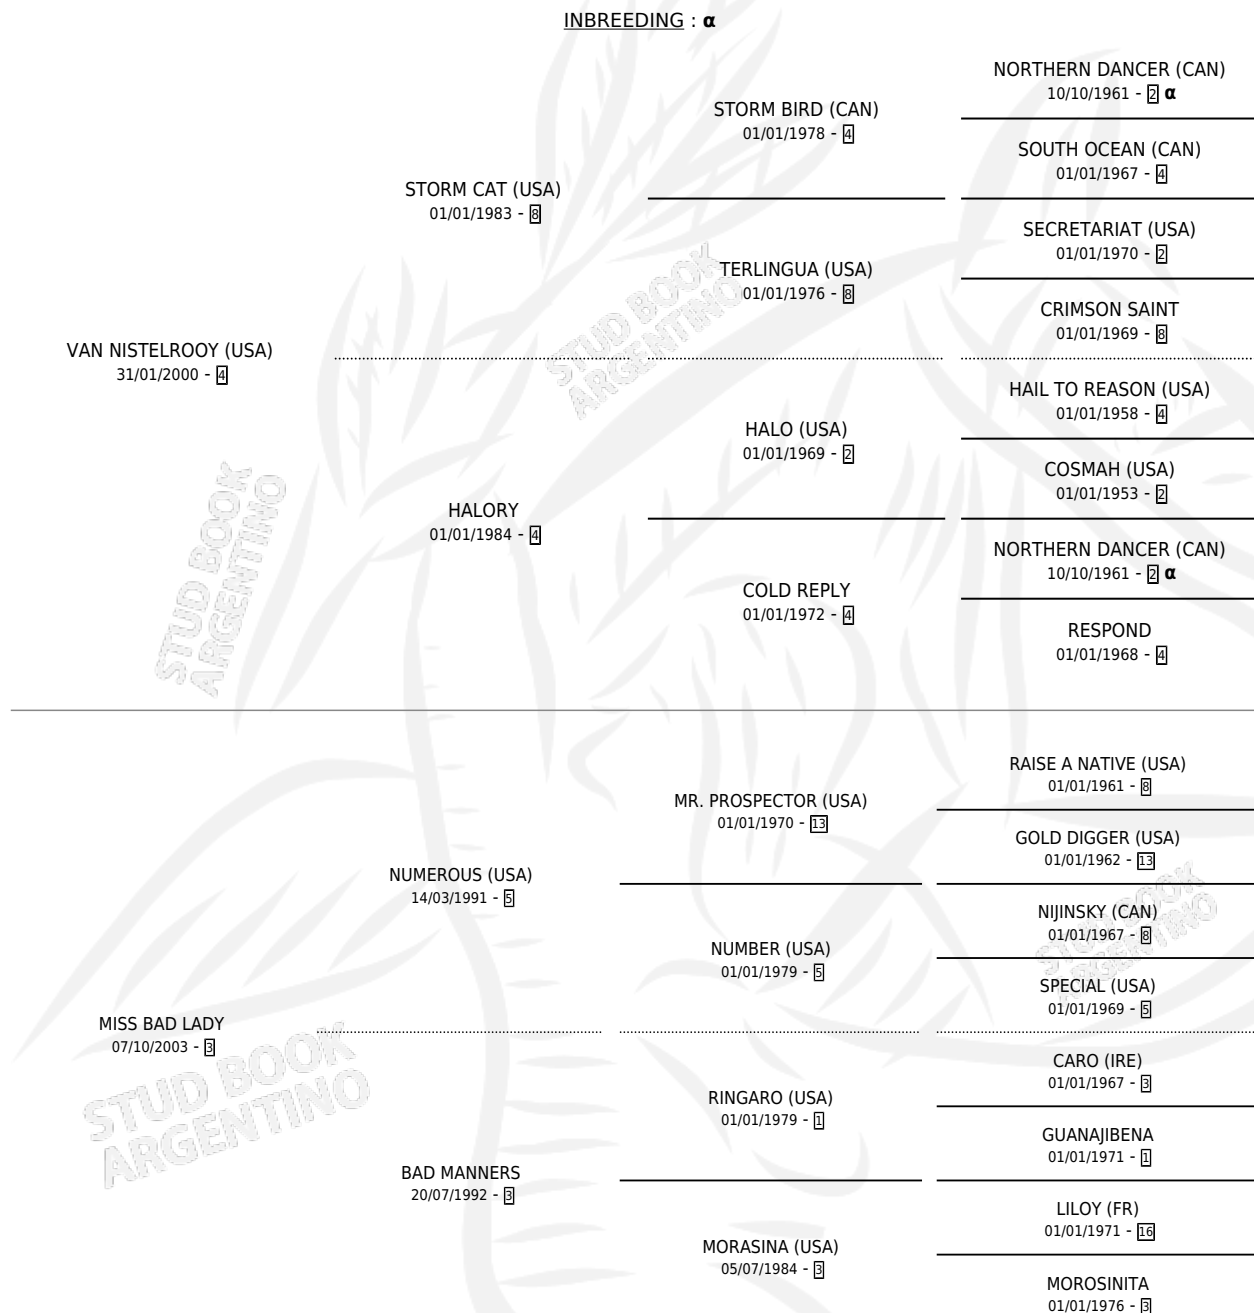 INBREEDING : α
NORTHERN DANCER (CAN)
10/10/1961 - 2 α
STORM BIRD (CAN)
01/01/1978 - 4
SOUTH OCEAN (CAN)
01/01/1967 - 4
STORM CAT (USA)
01/01/1983 - 8
SECRETARIAT (USA)
01/01/1970 - 2
TERLINGUA (USA)
01/01/1976 - 8
CRIMSON SAINT
01/01/1969 - 8
VAN NISTELROOY (USA)
31/01/2000 - 4
HAIL TO REASON (USA)
01/01/1958 - 4
HALO (USA)
01/01/1969 - 2
COSMAH (USA)
01/01/1953 - 2
HALORY
01/01/1984 - 4
NORTHERN DANCER (CAN)
10/10/1961 - 2 α
COLD REPLY
01/01/1972 - 4
RESPOND
01/01/1968 - 4
RAISE A NATIVE (USA)
01/01/1961 - 8
MR. PROSPECTOR (USA)
01/01/1970 - 13
GOLD DIGGER (USA)
01/01/1962 - 13
NUMEROUS (USA)
14/03/1991 - 5
NIJINSKY (CAN)
01/01/1967 - 8
NUMBER (USA)
01/01/1979 - 5
SPECIAL (USA)
01/01/1969 - 5
MISS BAD LADY
07/10/2003 - 3
CARO (IRE)
01/01/1967 - 3
RINGARO (USA)
01/01/1979 - 1
GUANAJIBENA
01/01/1971 - 1
BAD MANNERS
20/07/1992 - 3
LILOY (FR)
01/01/1971 - 16
MORASINA (USA)
05/07/1984 - 3
MOROSINITA
01/01/1976 - 3
STUD BOOK
ARGENTINO
STUD BOOK
ARGENTINO
STUD BOOK
ARGENTINO
STUD BOOK
ARGENTINO